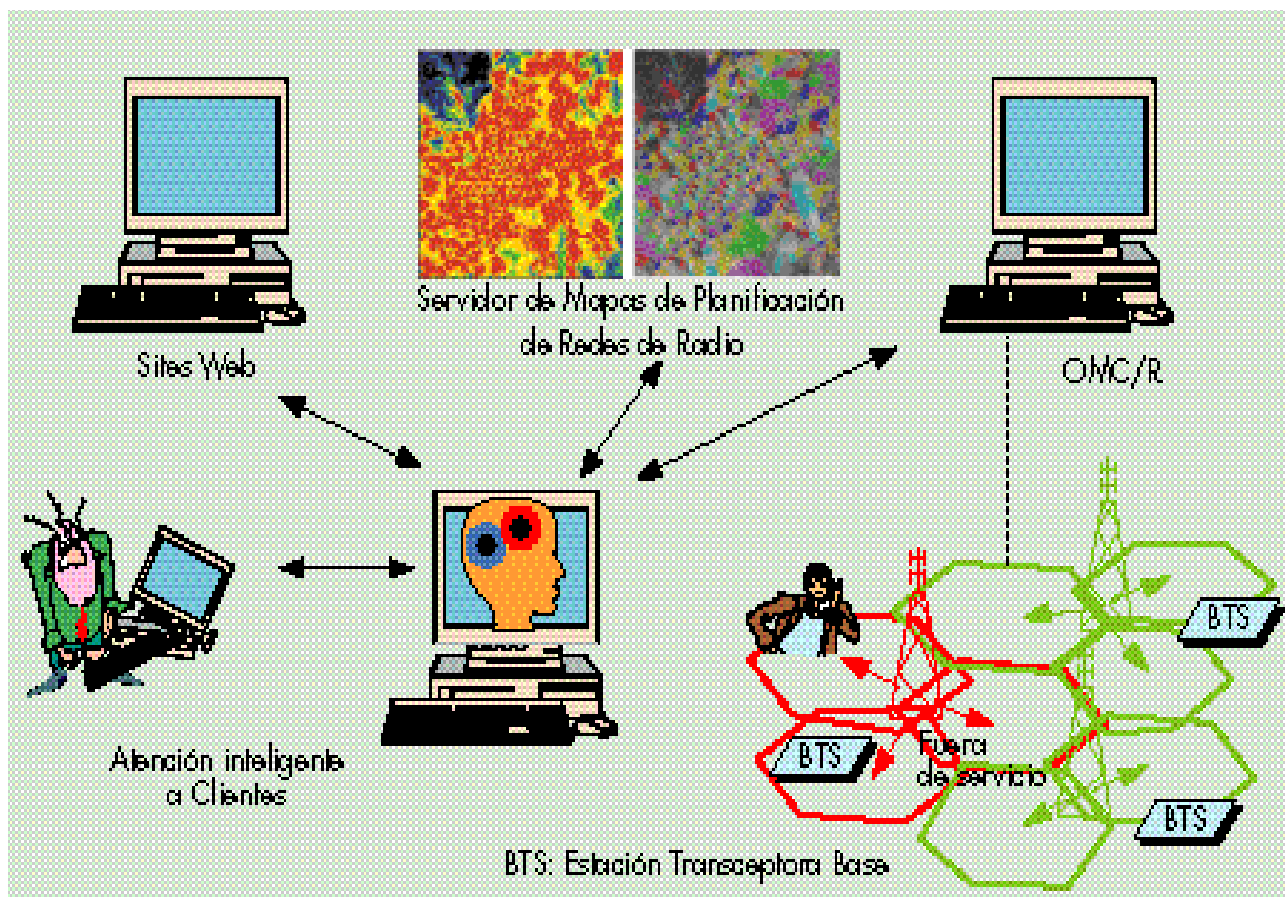 Servidor de Mapas de Planificación
de Redes de Radio
Sites Web
OMC/R
BTS
BTS
Fuera
de servicio
BTS
Atención inteligente
a Clientes
BTS: Estación Transceptora Base